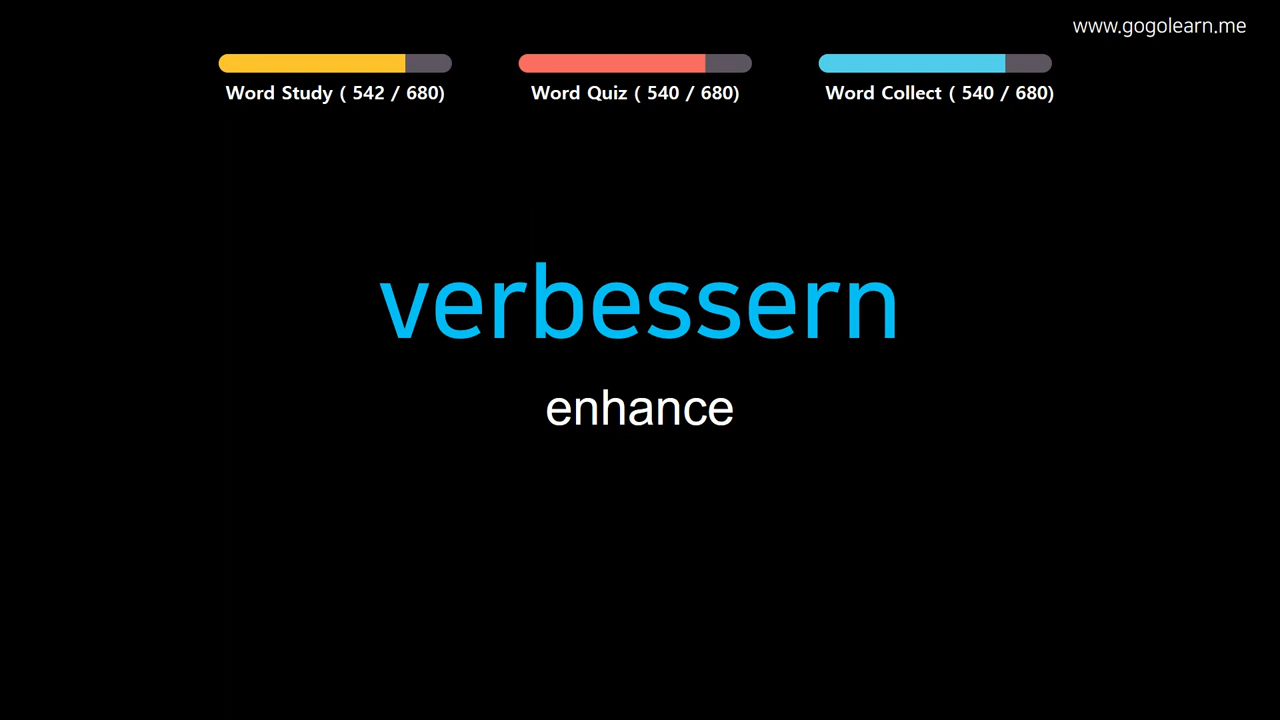 www.gogolearn.me
Word Study ( 542 / 680)
Word Quiz ( 540 / 680)
Word Collect ( 540 / 680)
verbessern
enhance